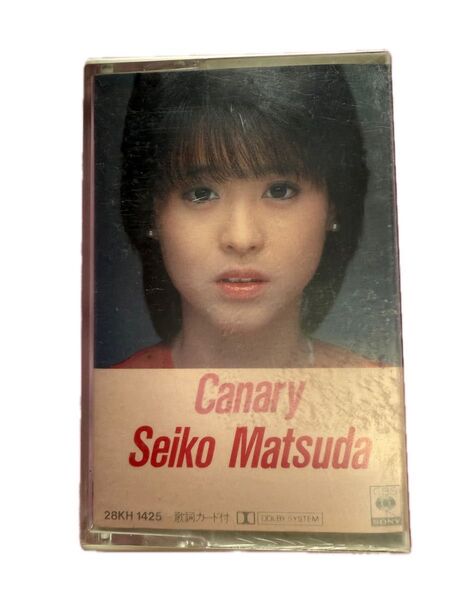 Canary
Seiko Matsuda
28KH 1425 歌詞カード付 DOLBY SYSTEM
CBS
SONY